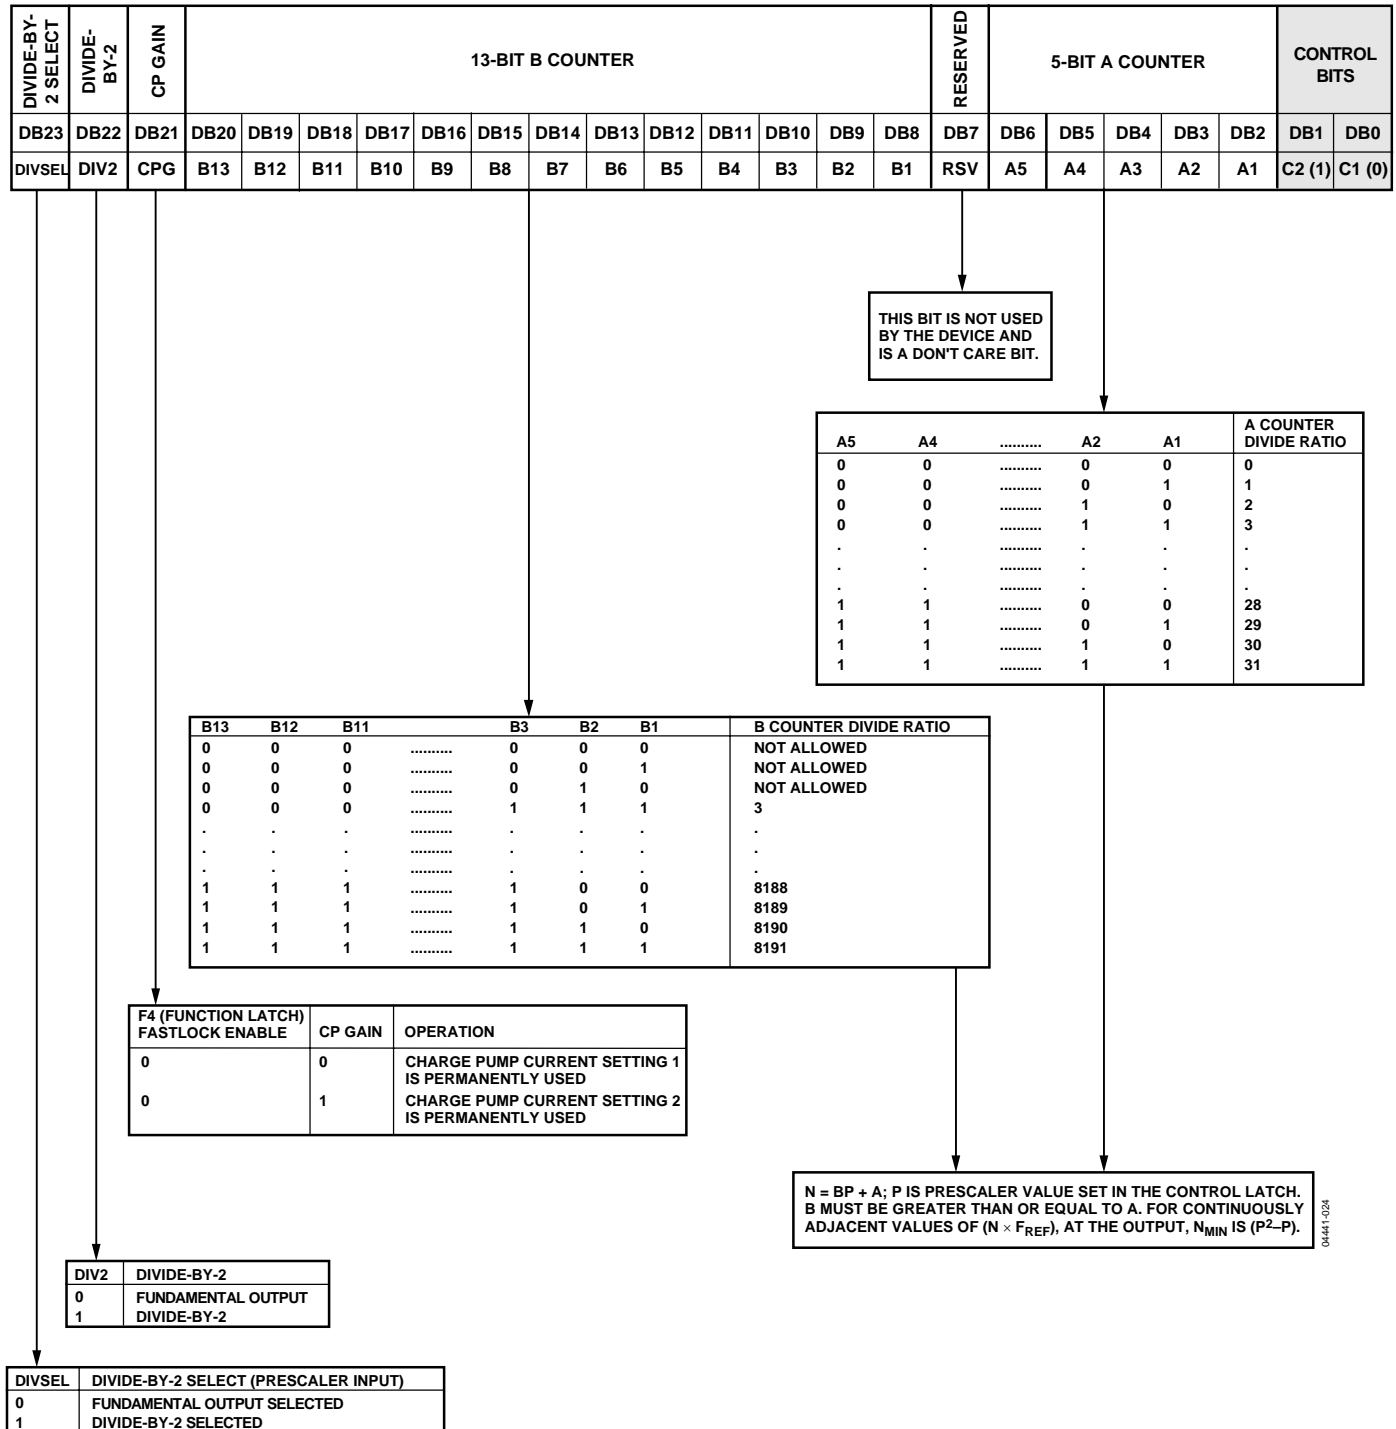 DIVIDE-BY-
2 SELECT
DIVIDE-
BY-2
CP GAIN
13-BIT B COUNTER
RESERVED
5-BIT A COUNTER
CONTROL
BITS
DB23 DB22 DB21 DB20 DB19 DB18 DB17 DB16 DB15 DB14 DB13 DB12 DB11 DB10 DB9 DB8 DB7 DB6 DB5 DB4 DB3 DB2 DB1 DB0
DIVSEL DIV2 CPG B13 B12 B11 B10 B9 B8 B7 B6 B5 B4 B3 B2 B1 RSV A5 A4 A3 A2 A1 C2 (1) C1 (0)
THIS BIT IS NOT USED
BY THE DEVICE AND
IS A DON'T CARE BIT.
A5 A4 .......... A2 A1 A COUNTER
DIVIDE RATIO
0 0 .......... 0 0 0
0 0 .......... 0 1 1
0 0 .......... 1 0 2
0 0 .......... 1 1 3
. . .......... . . .
. . .......... . . .
. . .......... . . .
1 1 .......... 0 0 28
1 1 .......... 0 1 29
1 1 .......... 1 0 30
1 1 .......... 1 1 31
B13 B12 B11 B3 B2 B1 B COUNTER DIVIDE RATIO
0 0 0 .......... 0 0 0 NOT ALLOWED
0 0 0 .......... 0 0 1 NOT ALLOWED
0 0 0 .......... 0 1 0 NOT ALLOWED
0 0 0 .......... 1 1 1 3
. . . .......... . . . .
. . . .......... . . . .
. . . .......... . . . .
1 1 1 .......... 1 0 0 8188
1 1 1 .......... 1 0 1 8189
1 1 1 .......... 1 1 0 8190
1 1 1 .......... 1 1 1 8191
F4 (FUNCTION LATCH)
FASTLOCK ENABLE CP GAIN OPERATION
0 0 CHARGE PUMP CURRENT SETTING 1
IS PERMANENTLY USED
0 1 CHARGE PUMP CURRENT SETTING 2
IS PERMANENTLY USED
N = BP + A; P IS PRESCALER VALUE SET IN THE CONTROL LATCH.
B MUST BE GREATER THAN OR EQUAL TO A. FOR CONTINUOUSLY
ADJACENT VALUES OF (N × FREF), AT THE OUTPUT, NMIN IS (P²–P).
04441-024
DIV2 DIVIDE-BY-2
0 FUNDAMENTAL OUTPUT
1 DIVIDE-BY-2
DIVSEL DIVIDE-BY-2 SELECT (PRESCALER INPUT)
0 FUNDAMENTAL OUTPUT SELECTED
1 DIVIDE-BY-2 SELECTED